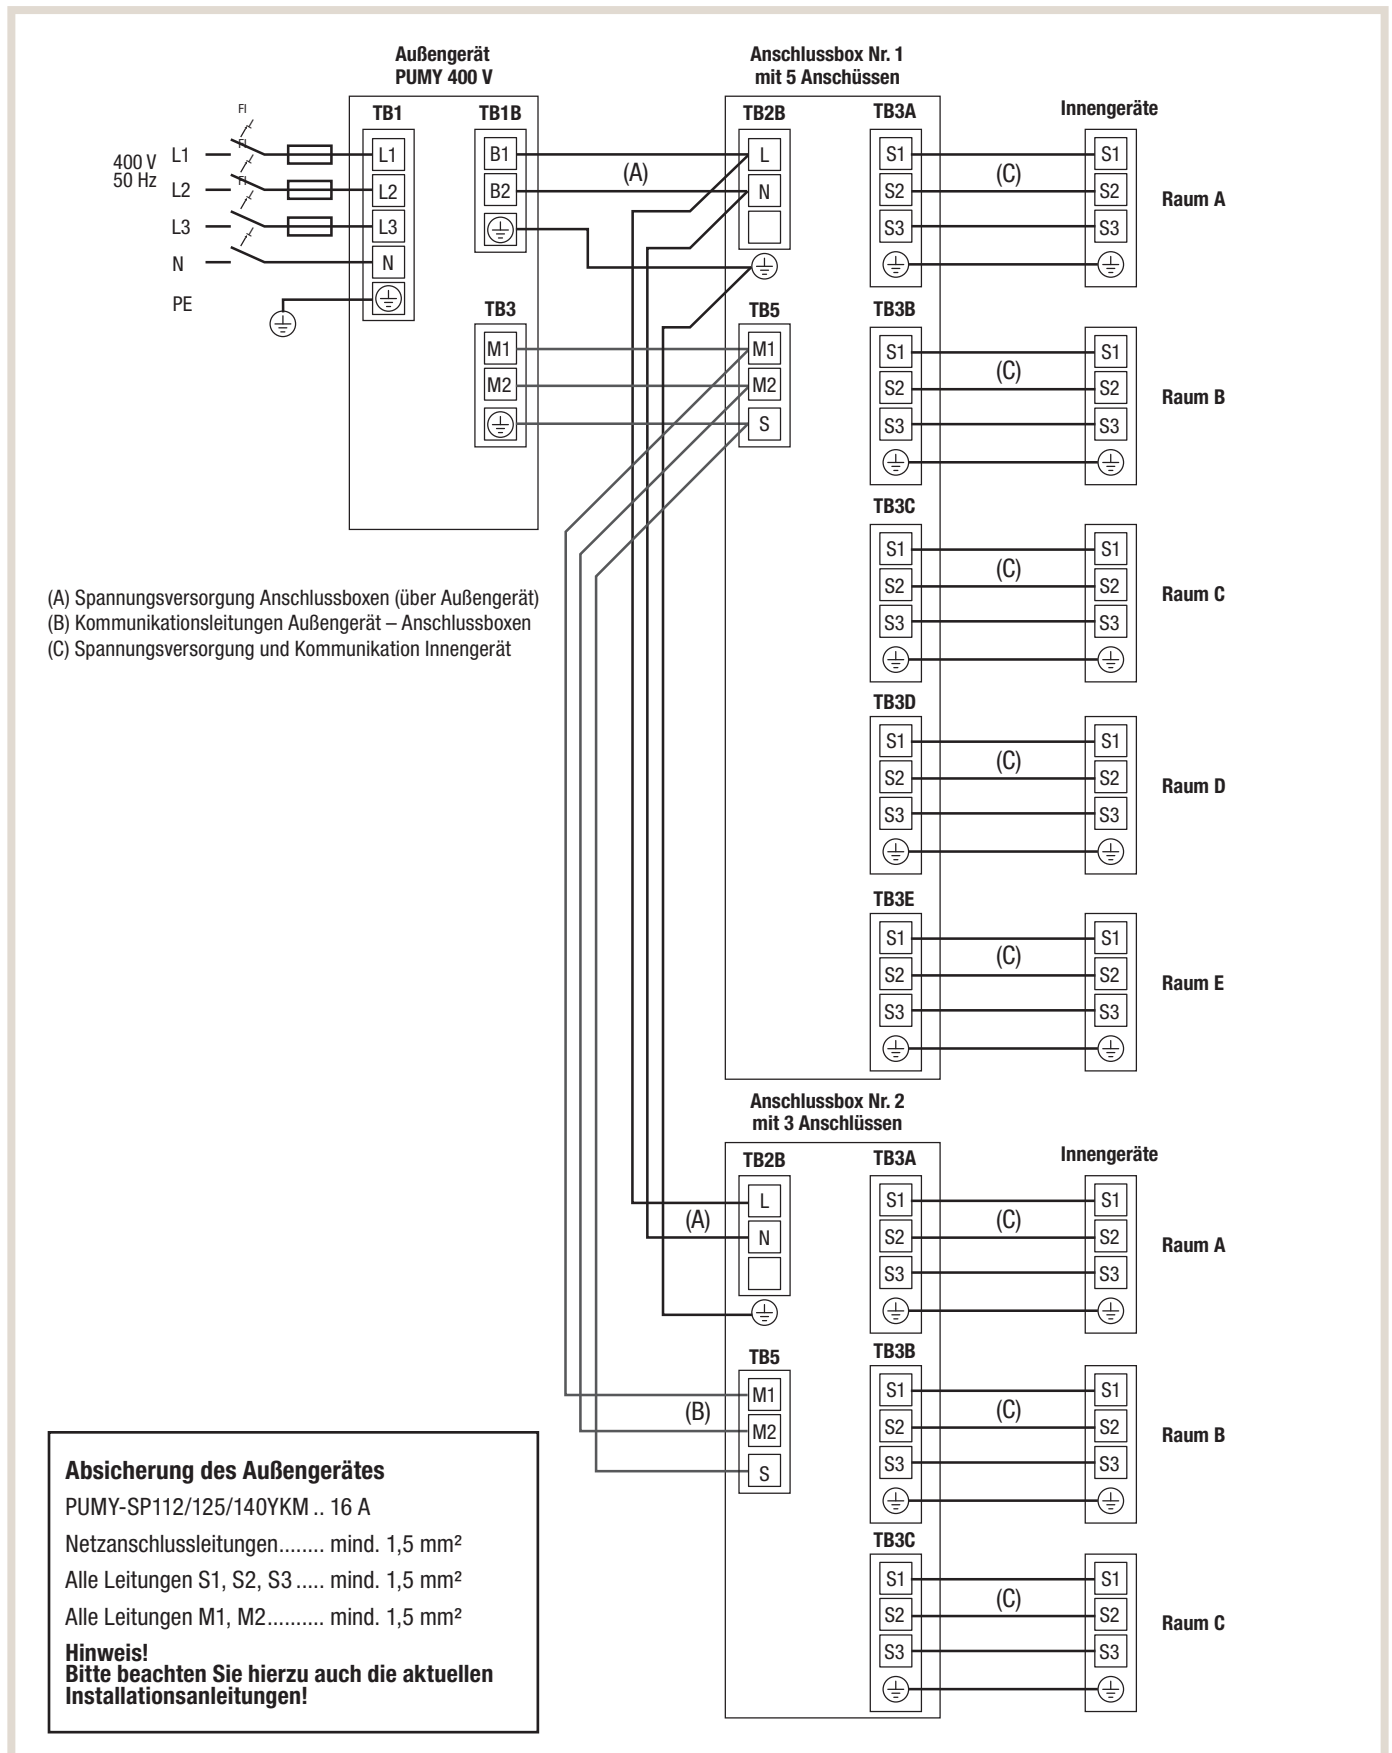 Außengerät
PUMY 400 V
Anschlussbox Nr. 1
mit 5 Anschüssen
TB1
TB1B
TB2B
TB3A
Innengeräte
FI
FI
FI
400 V
50 Hz
L1
L2
L3
N
PE
L1
L2
L3
N
B1
B2
(A)
L
N
S1
S2
S3
(C)
S1
S2
S3
Raum A
TB3
M1
M2
TB5
M1
M2
S
TB3B
S1
S2
S3
(C)
S1
S2
S3
Raum B
TB3C
S1
S2
S3
(C)
S1
S2
S3
Raum C
(A) Spannungsversorgung Anschlussboxen (über Außengerät)
(B) Kommunikationsleitungen Außengerät – Anschlussboxen
(C) Spannungsversorgung und Kommunikation Innengerät
TB3D
S1
S2
S3
(C)
S1
S2
S3
Raum D
TB3E
S1
S2
S3
(C)
S1
S2
S3
Raum E
Anschlussbox Nr. 2
mit 3 Anschlüssen
TB2B
TB3A
Innengeräte
(A)
L
N
S1
S2
S3
(C)
S1
S2
S3
Raum A
TB5
(B)
M1
M2
S
TB3B
S1
S2
S3
(C)
S1
S2
S3
Raum B
TB3C
S1
S2
S3
(C)
S1
S2
S3
Raum C
Absicherung des Außengerätes
PUMY-SP112/125/140YKM .. 16 A
Netzanschlussleitungen........ mind. 1,5 mm²
Alle Leitungen S1, S2, S3 ..... mind. 1,5 mm²
Alle Leitungen M1, M2.......... mind. 1,5 mm²
Hinweis!
Bitte beachten Sie hierzu auch die aktuellen
Installationsanleitungen!